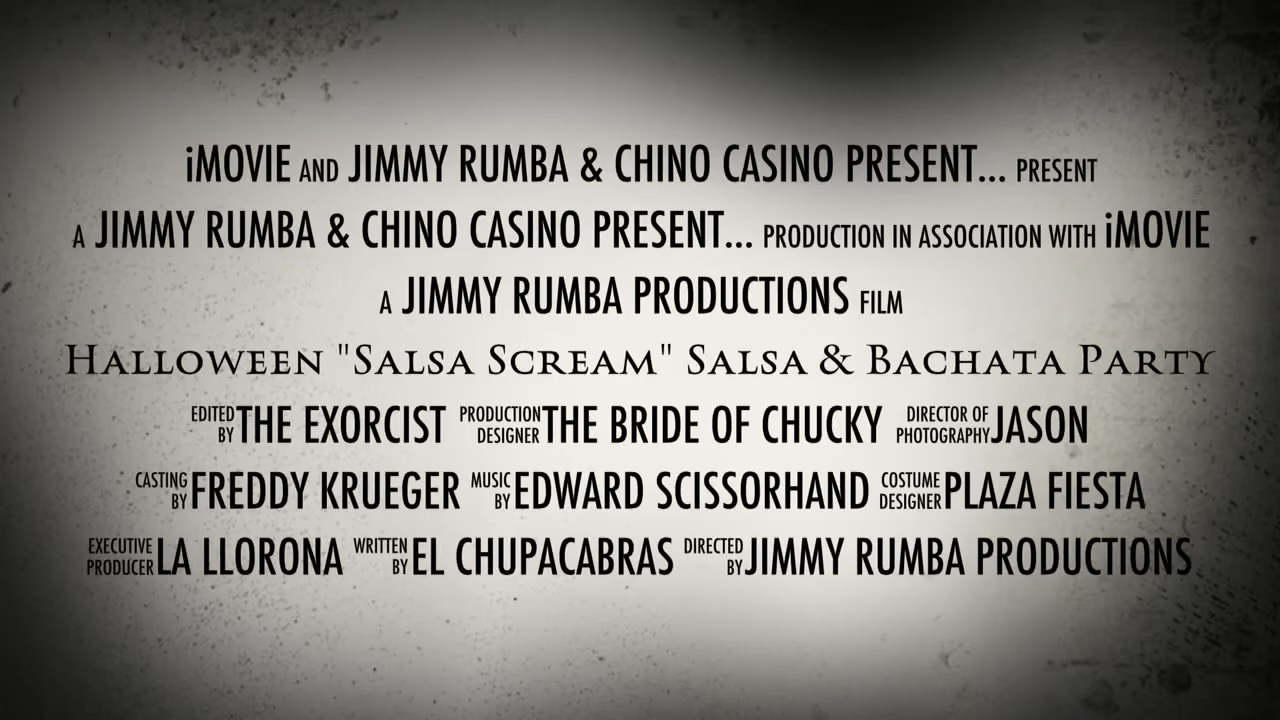 iMOVIE AND JIMMY RUMBA & CHINO CASINO PRESENT... PRESENT
A JIMMY RUMBA & CHINO CASINO PRESENT... PRODUCTION IN ASSOCIATION WITH iMOVIE
A JIMMY RUMBA PRODUCTIONS FILM
HALLOWEEN "SALSA SCREAM" SALSA & BACHATA PARTY
EDITED BY THE EXORCIST PRODUCTION DESIGNER THE BRIDE OF CHUCKY DIRECTOR OF PHOTOGRAPHY JASON
CASTING BY FREDDY KRUEGER MUSIC BY EDWARD SCISSORHAND COSTUME DESIGNER PLAZA FIESTA
EXECUTIVE PRODUCER LA LLORONA WRITTEN BY EL CHUPACABRAS DIRECTED BY JIMMY RUMBA PRODUCTIONS